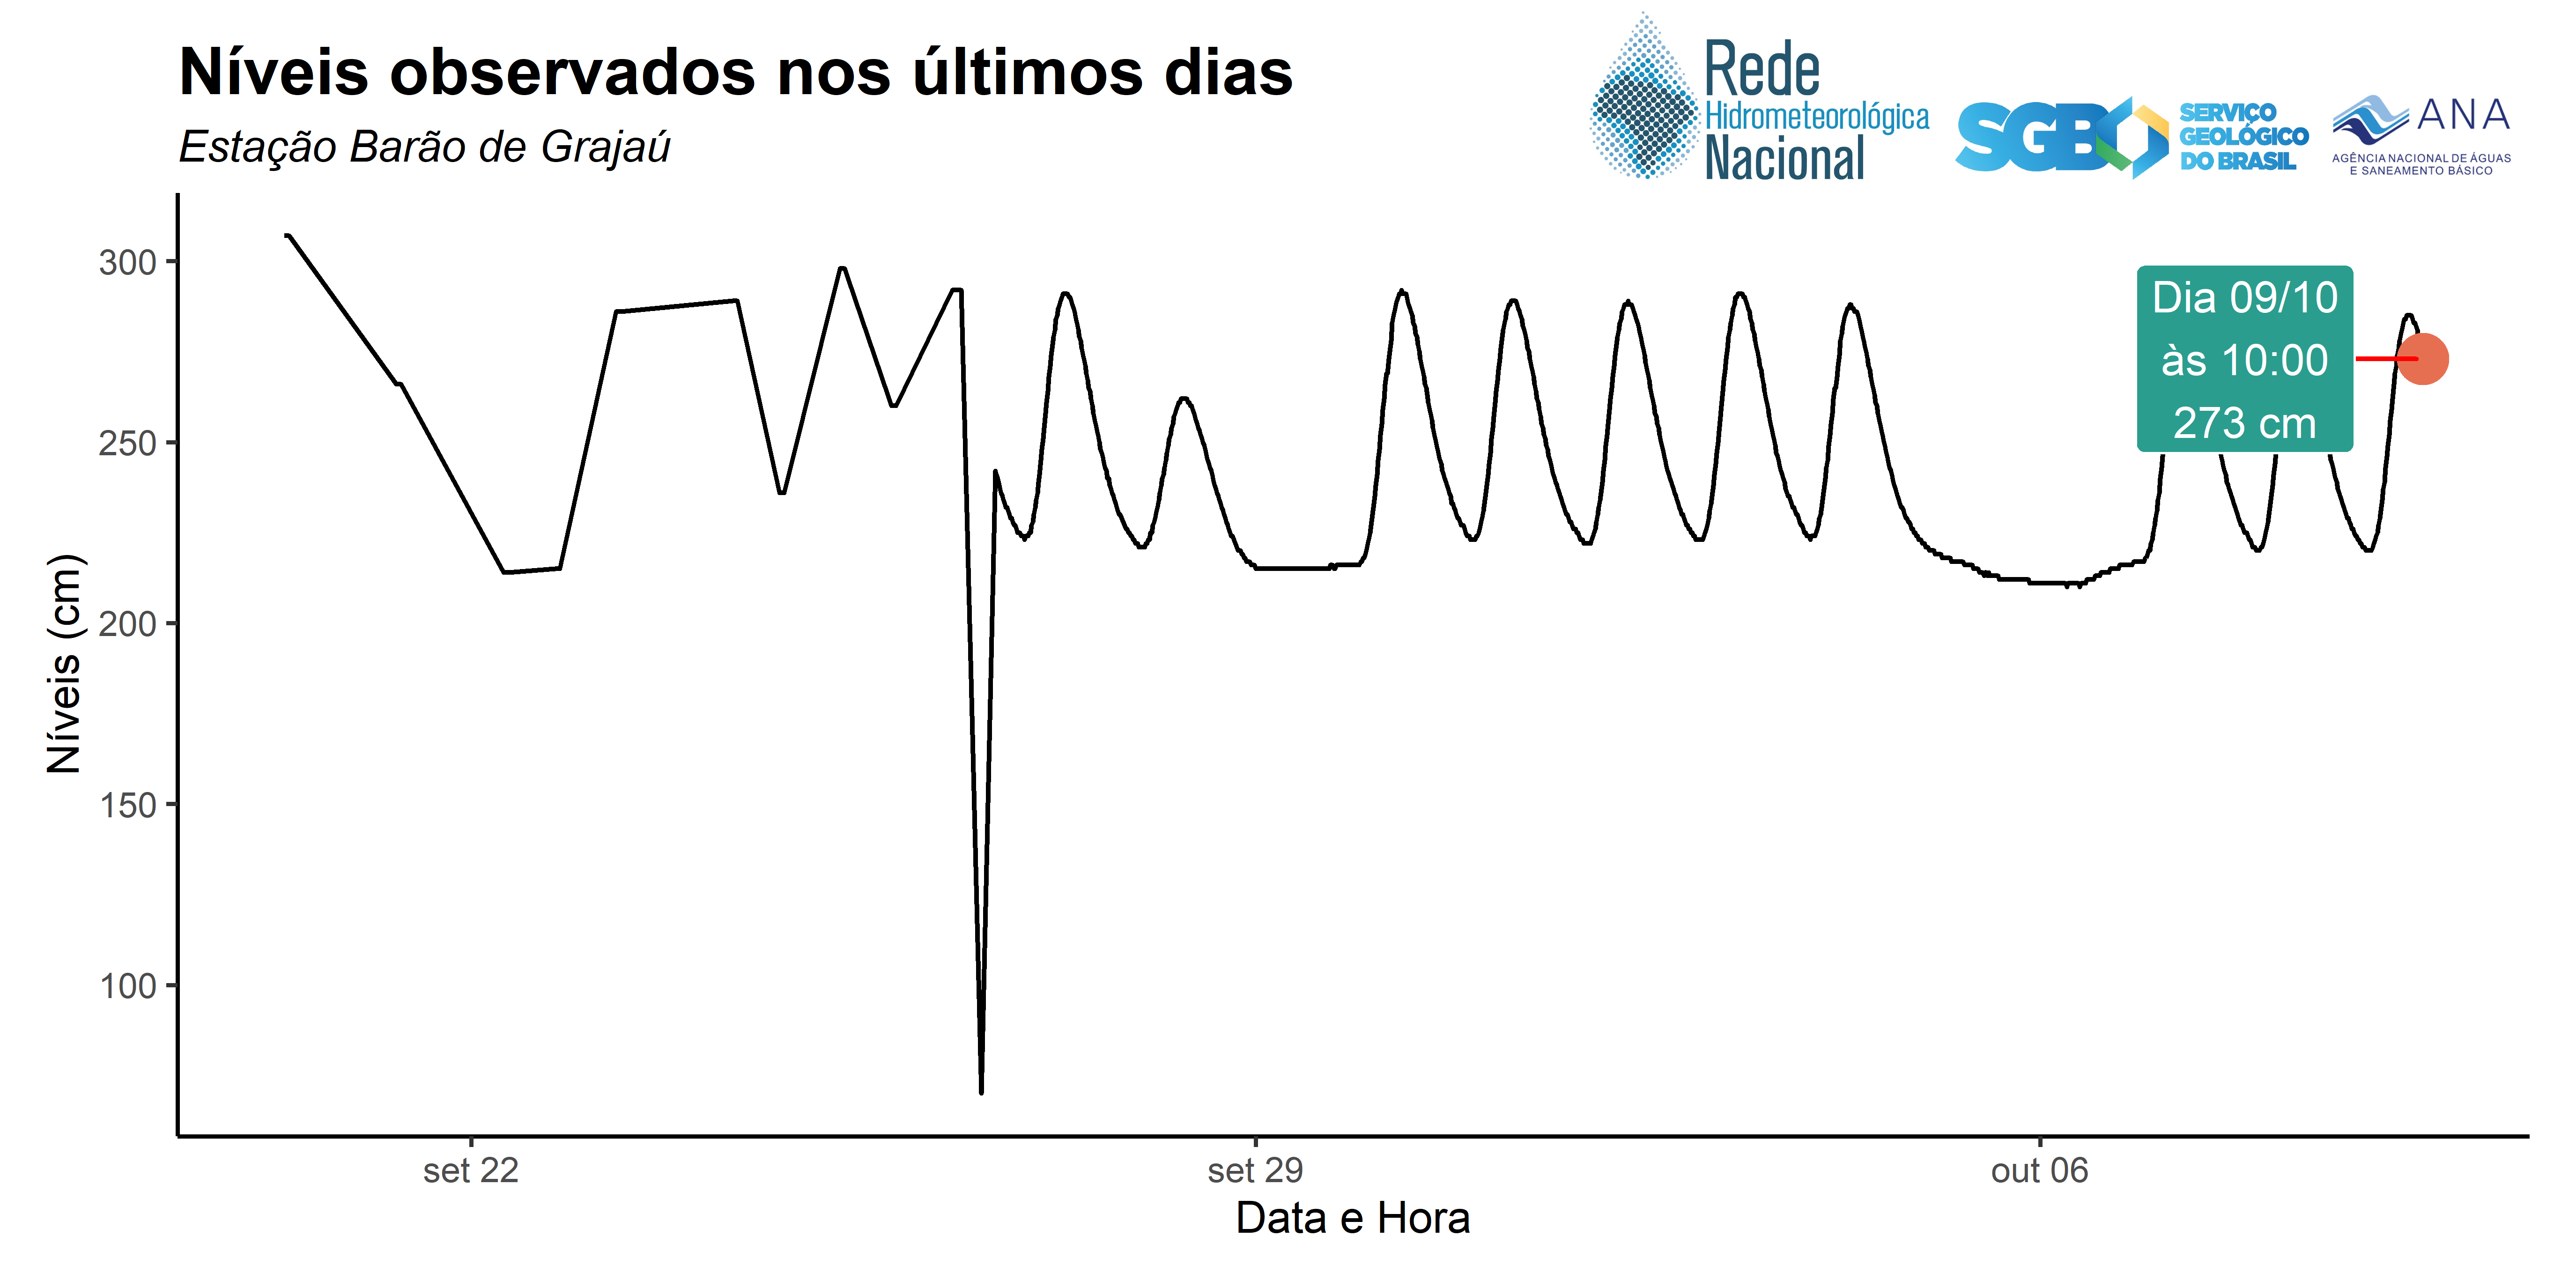 Níveis observados nos últimos dias
Estação Barão de Grajaú
Rede
Hidrometeorológica
Nacional
SGB
SERVIÇO
GEOLÓGICO
DO BRASIL
ANA
AGÊNCIA NACIONAL DE ÁGUAS
E SANEAMENTO BÁSICO
Níveis (cm)
300
250
200
150
100
Dia 09/10
às 10:00
273 cm
set 22
set 29
out 06
Data e Hora